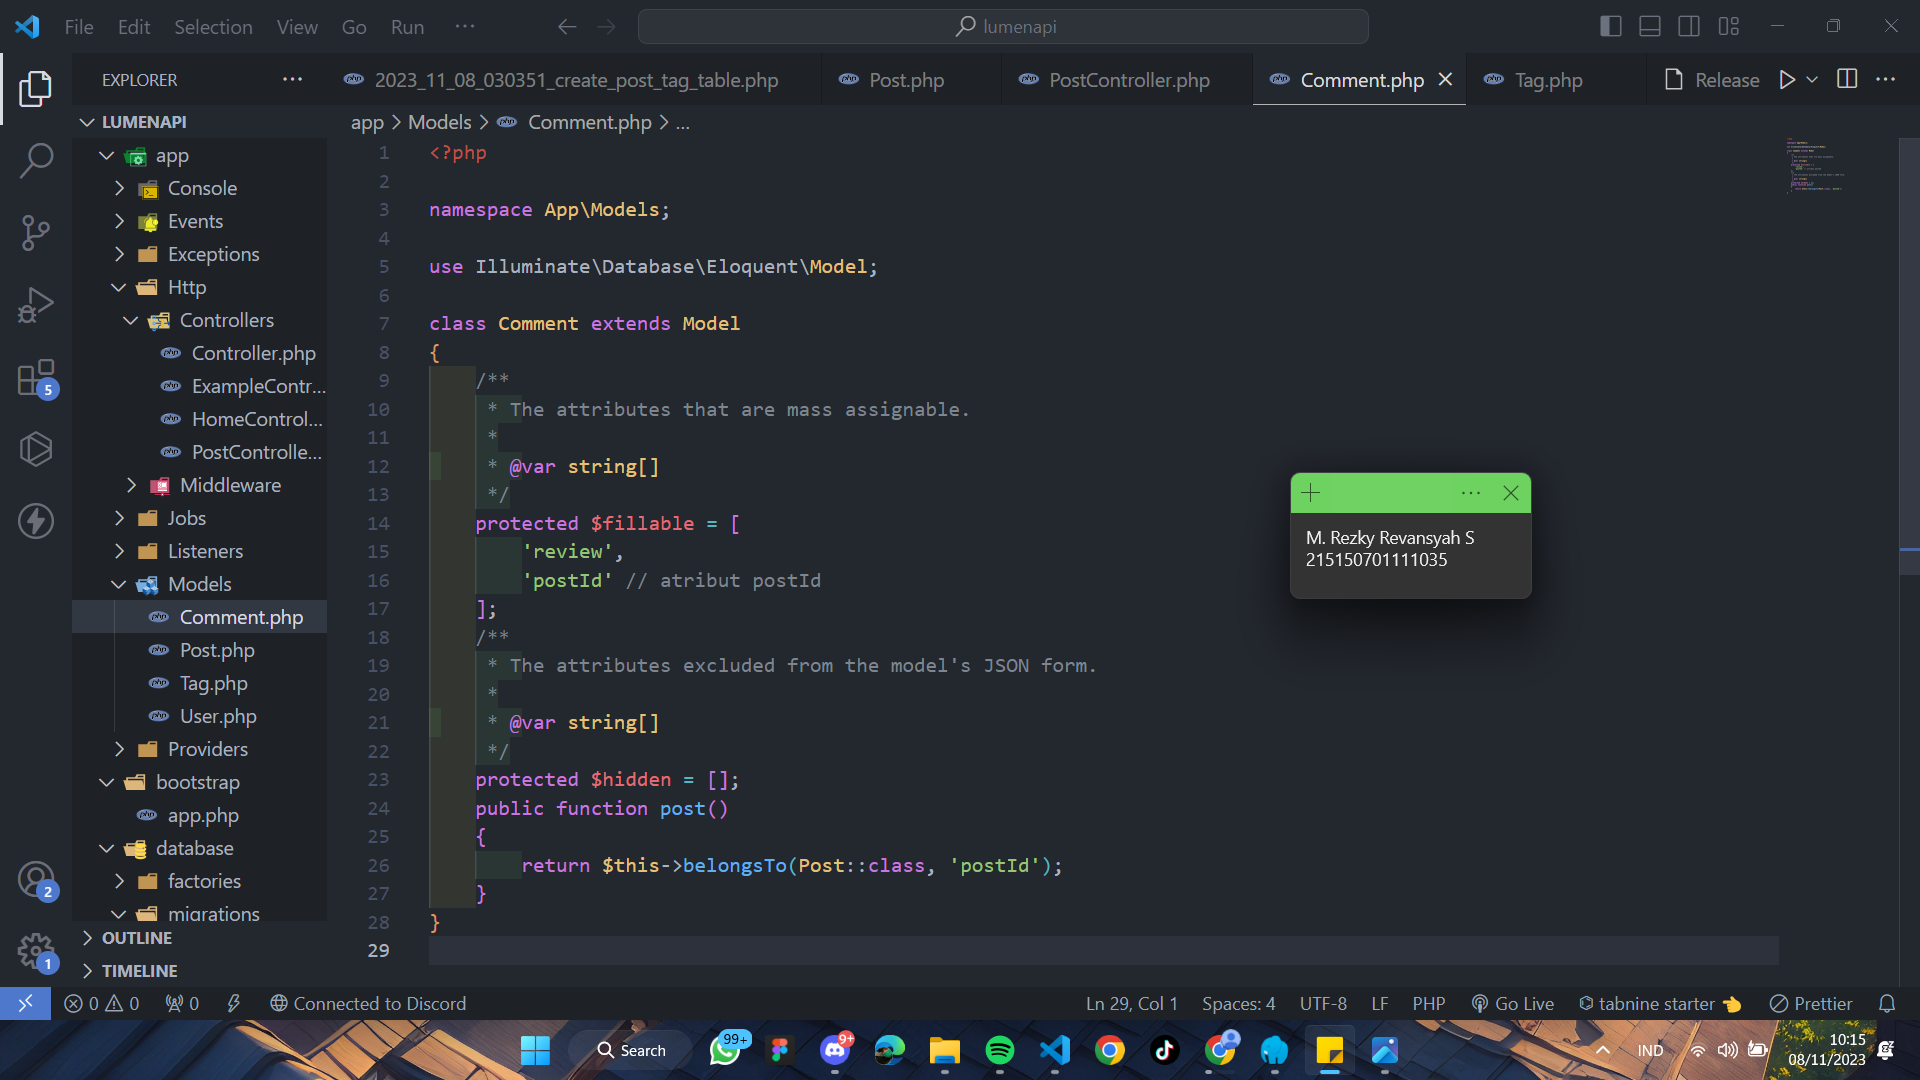 File Edit Selection View Go Run ··· lumenapi
EXPLORER ···
2023_11_08_030351_create_post_tag_table.php Post.php PostController.php Comment.php Tag.php Release
LUMENAPI
app
Console
Events
Exceptions
Http
Controllers
Controller.php
ExampleContr...
HomeControl...
PostControlle...
Middleware
Jobs
Listeners
Models
Comment.php
Post.php
Tag.php
User.php
Providers
bootstrap
app.php
database
factories
migrations
OUTLINE
TIMELINE
5
2
1
app > Models > Comment.php > ...
1 <?php
2
3 namespace App\Models;
4
5 use Illuminate\Database\Eloquent\Model;
6
7 class Comment extends Model
8 {
9 /**
10 * The attributes that are mass assignable.
11 *
12 * @var string[]
13 */
14 protected $fillable = [
15 'review',
16 'postId' // atribut postId
17 ];
18 /**
19 * The attributes excluded from the model's JSON form.
20 *
21 * @var string[]
22 */
23 protected $hidden = [];
24 public function post()
25 {
26 return $this->belongsTo(Post::class, 'postId');
27 }
28 }
29
M. Rezky Revansyah S
215150701111035
0 0 0 Connected to Discord Ln 29, Col 1 Spaces: 4 UTF-8 LF PHP Go Live tabnine starter Prettier
Search 99+ 9+ IND 10:15
08/11/2023